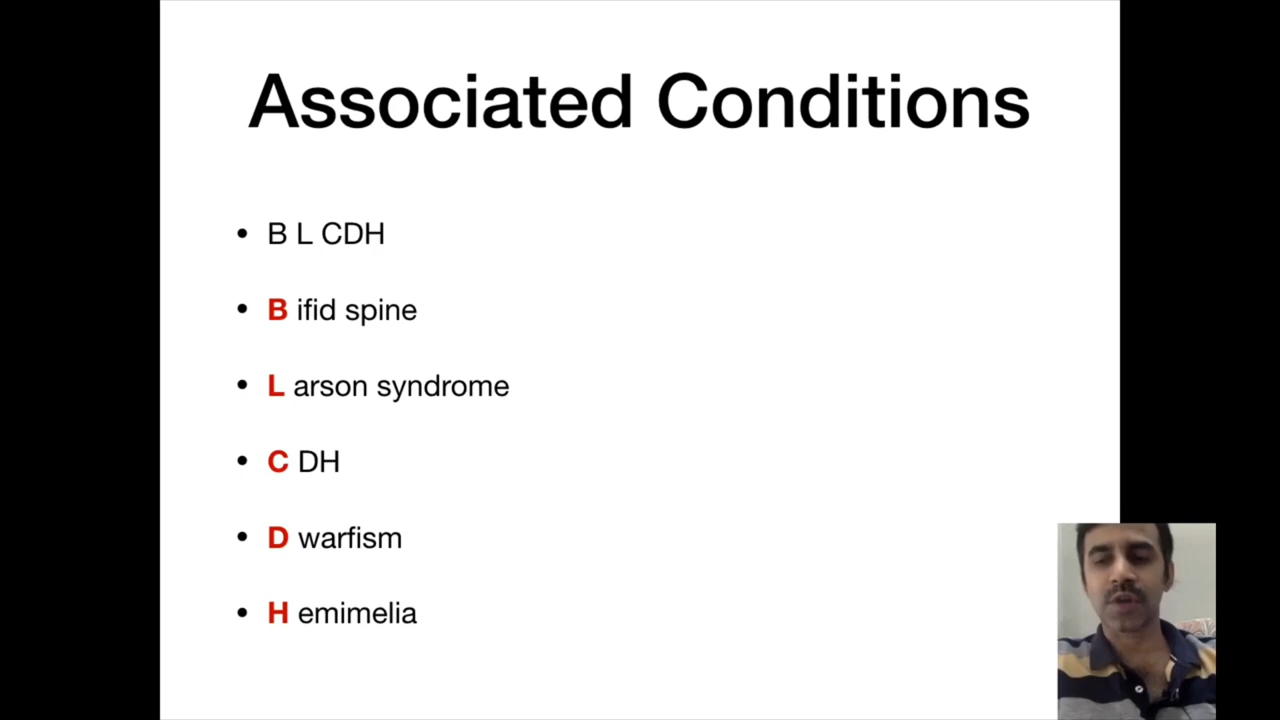 Associated Conditions
• B L CDH
• B ifid spine
• L arson syndrome
• C DH
• D warfism
• H emimelia